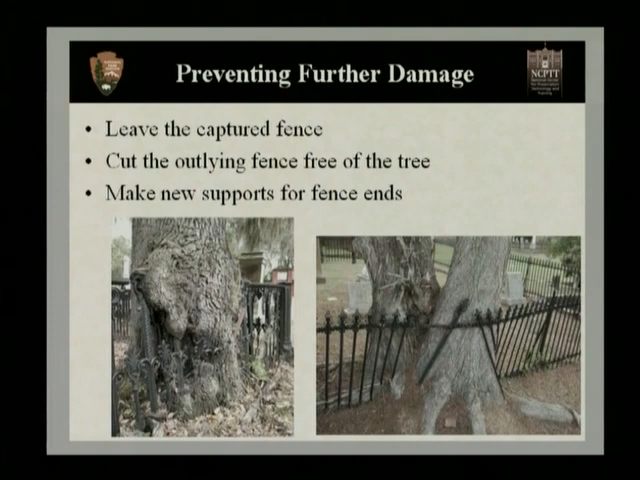 Preventing Further Damage
NCPTT
• Leave the captured fence
• Cut the outlying fence free of the tree
• Make new supports for fence ends